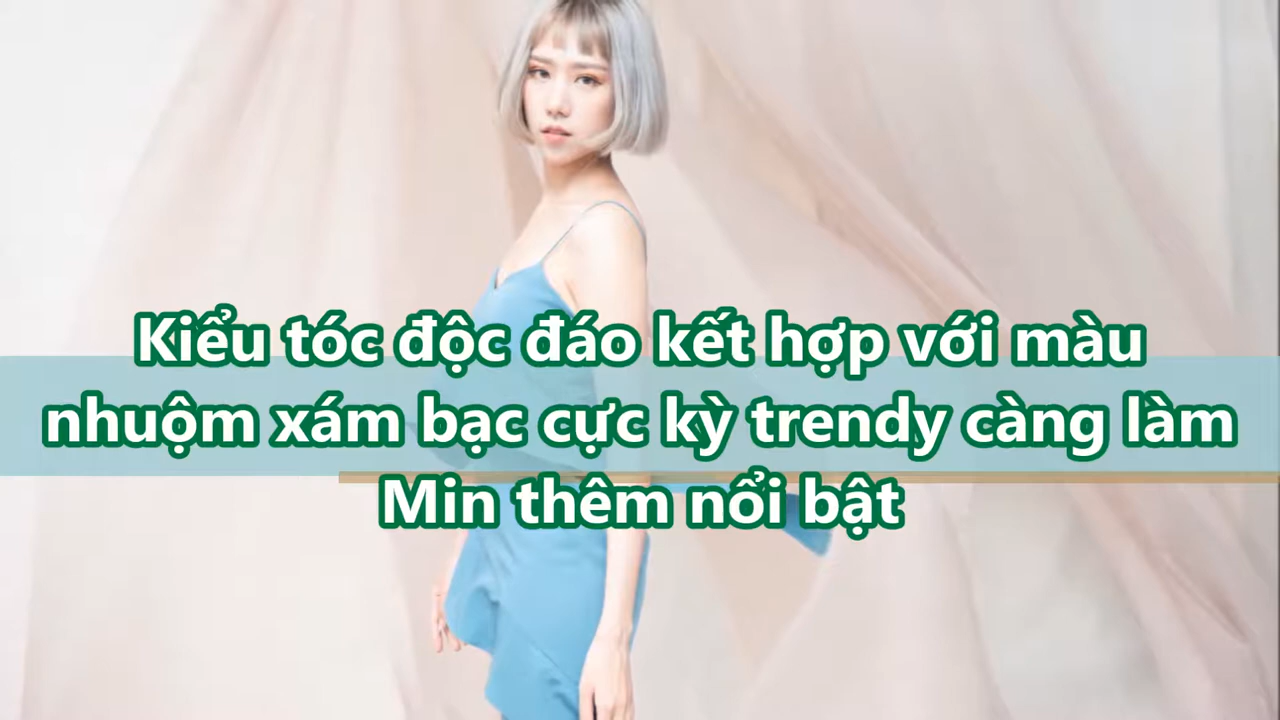 Kiểu tóc độc đáo kết hợp với màu
nhuộm xám bạc cực kỳ trendy càng làm
Min thêm nổi bật